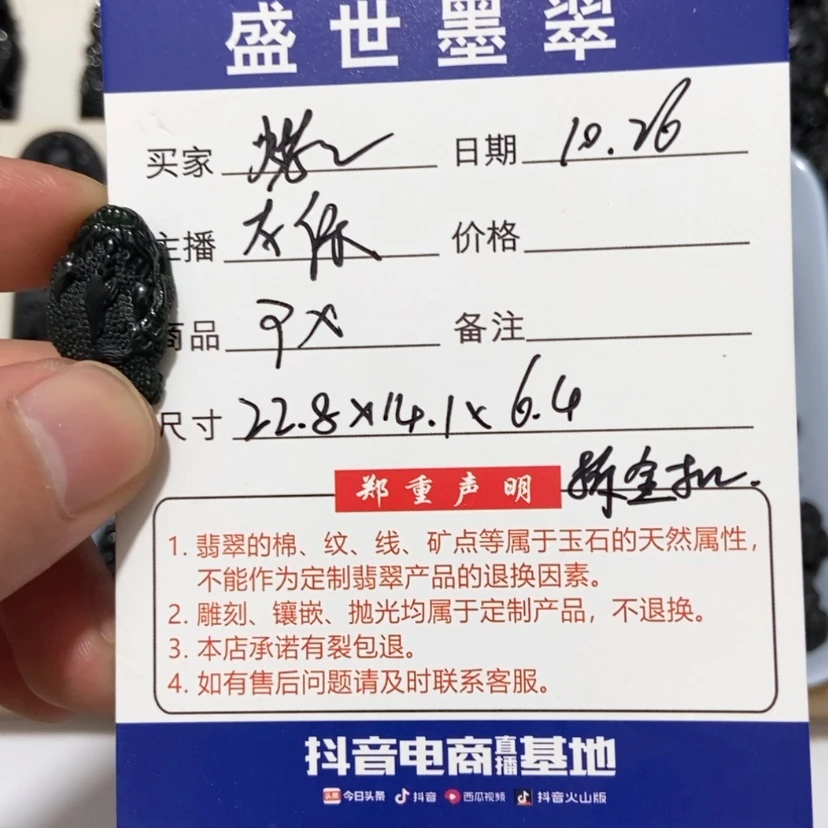 盛世墨翠
买家 日期 10.26
主播 价格
商品 备注
尺寸 22.8×14.1×6.4
郑重声明
1. 翡翠的棉、纹、线、矿点等属于玉石的天然属性，
不能作为定制翡翠产品的退换因素。
2. 雕刻、镶嵌、抛光均属于定制产品，不退换。
3. 本店承诺有裂包退。
4. 如有售后问题请及时联系客服。
抖音电商直播基地
头条 今日头条 抖音 西瓜视频 抖音火山版